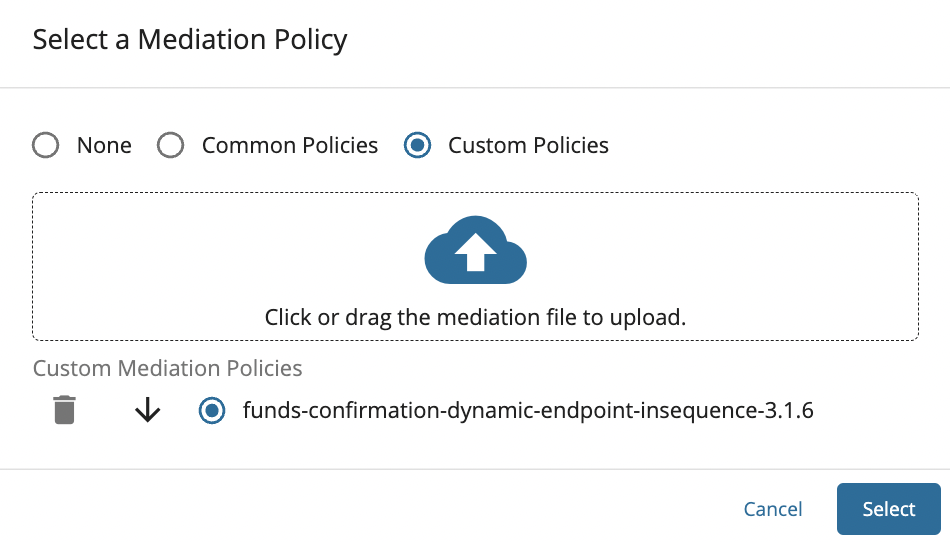 Select a Mediation Policy
None Common Policies Custom Policies
Click or drag the mediation file to upload.
Custom Mediation Policies
funds-confirmation-dynamic-endpoint-insequence-3.1.6
Cancel Select